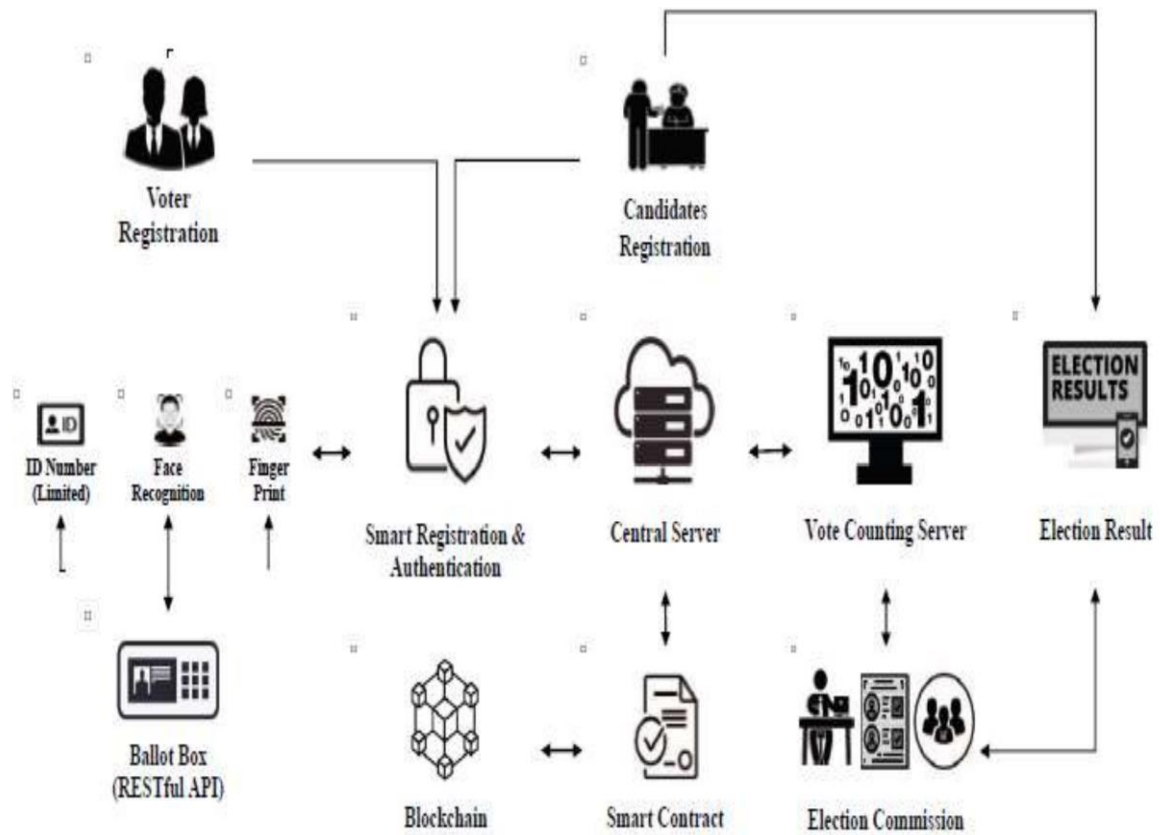 Voter
Registration
Candidates
Registration
ID
ID Number
(Limited)
Face
Recognition
Finger
Print
Smart Registration &
Authentication
Central Server
Vote Counting Server
ELECTION
RESULTS
Election Result
Ballot Box
(RESTful API)
Blockchain
Smart Contract
Election Commission